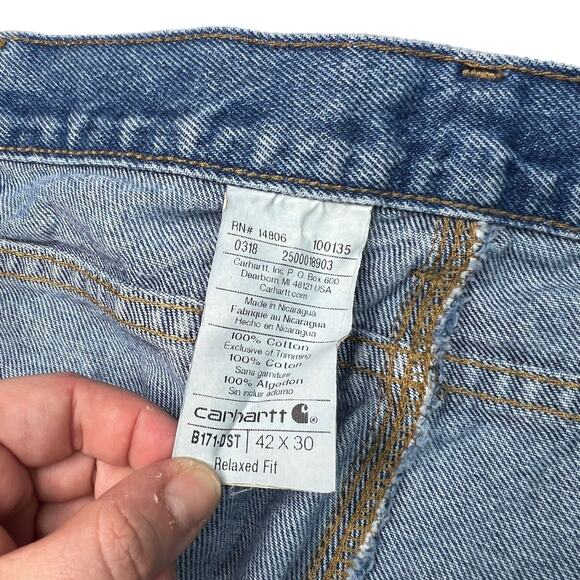 RN# 14806 100135
0318 2500018903
Carhartt, Inc. P. O. Box 600
Dearborn, MI 48121 USA
Carhartt.com
Made in Nicaragua
Fabriqué au Nicaragua
Hecho en Nicaragua
100% Cotton
Exclusive of Trimming
100% Coton
Sans garniture
100% Algodon
Sin incluir adorno
carhartt
B171-DST 42 X 30
Relaxed Fit